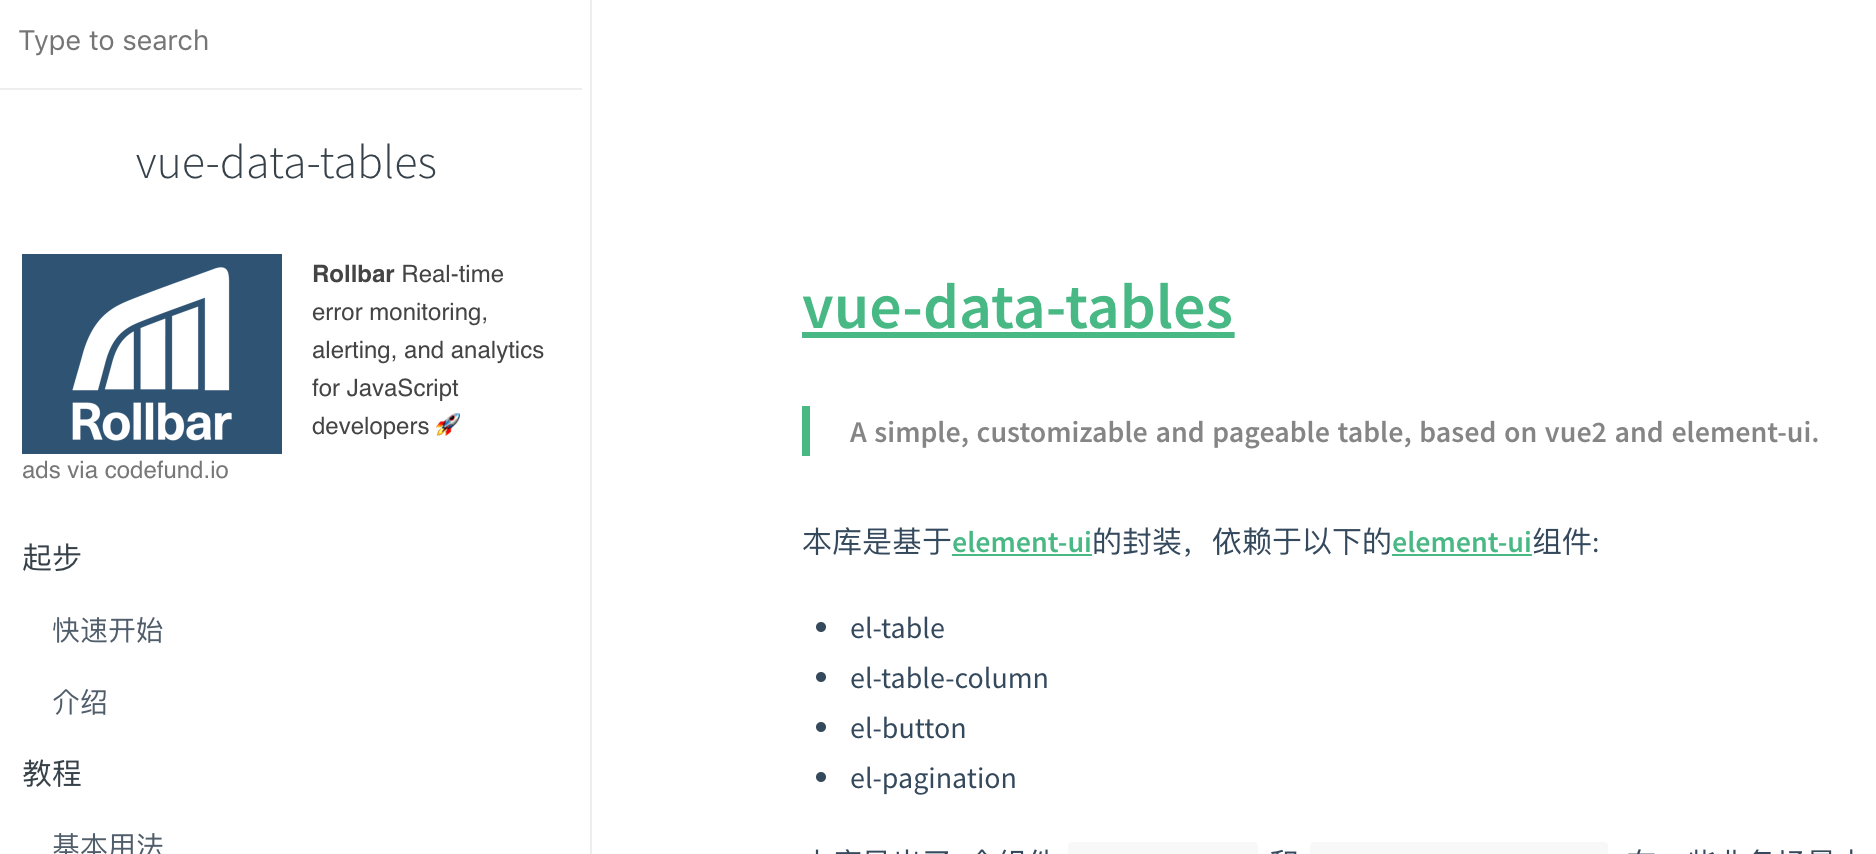 Type to search
vue-data-tables
Rollbar
Rollbar Real-time
error monitoring,
alerting, and analytics
for JavaScript
developers 🚀
ads via codefund.io
起步
快速开始
介绍
教程
基本用法
vue-data-tables
A simple, customizable and pageable table, based on vue2 and element-ui.
本库是基于element-ui的封装，依赖于以下的element-ui组件:
el-table
el-table-column
el-button
el-pagination